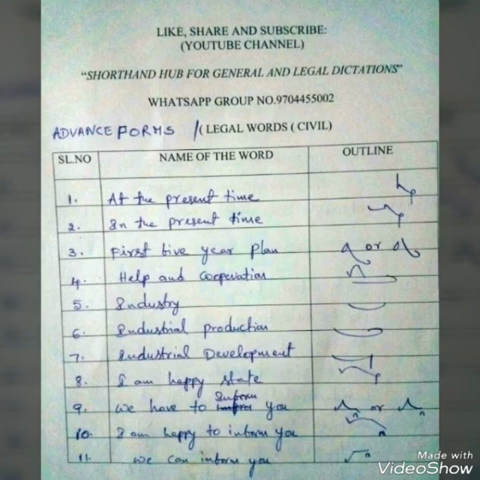 LIKE, SHARE AND SUBSCRIBE:
(YOUTUBE CHANNEL)
"SHORTHAND HUB FOR GENERAL AND LEGAL DICTATIONS"
WHATSAPP GROUP NO.9704455002
ADVANCE FORMS /(LEGAL WORDS ( CIVIL)
SL.NO NAME OF THE WORD OUTLINE
1. At the present time
2. In the present time
3. First five year plan or
4. Help and Cooperation
5. Industry
6. Industrial production
7. Industrial Development
8. I am happy state
9. we have to Inform you or
10. I am happy to inform you
11. we can inform you
Made with
VideoShow